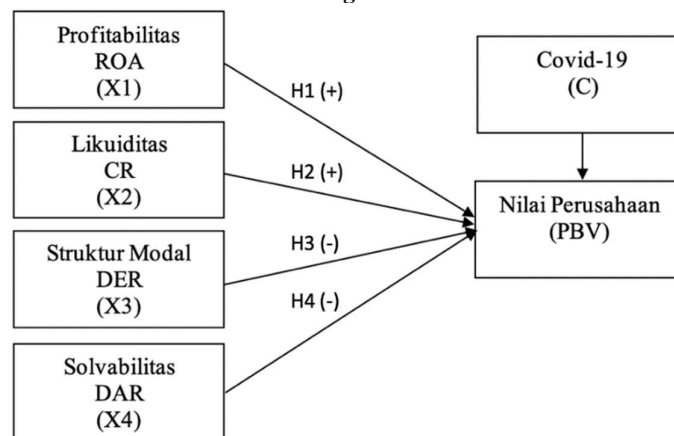 Profitabilitas
ROA
(X1)
Likuiditas
CR
(X2)
Struktur Modal
DER
(X3)
Solvabilitas
DAR
(X4)
H1 (+)
H2 (+)
H3 (-)
H4 (-)
Covid-19
(C)
Nilai Perusahaan
(PBV)